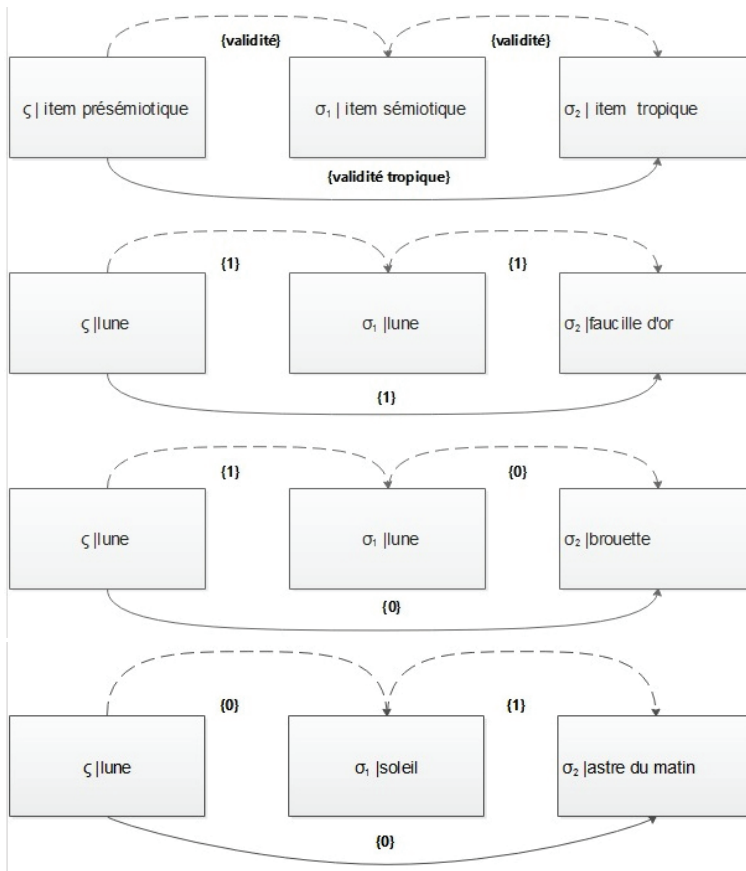 {validité} {validité}
ς | item présémiotique σ₁ | item sémiotique σ₂ | item tropique
{validité tropique}
{1} {1}
ς |lune σ₁ |lune σ₂ |faucille d'or
{1}
{1} {0}
ς |lune σ₁ |lune σ₂ |brouette
{0}
{0} {1}
ς |lune σ₁ |soleil σ₂ |astre du matin
{0}